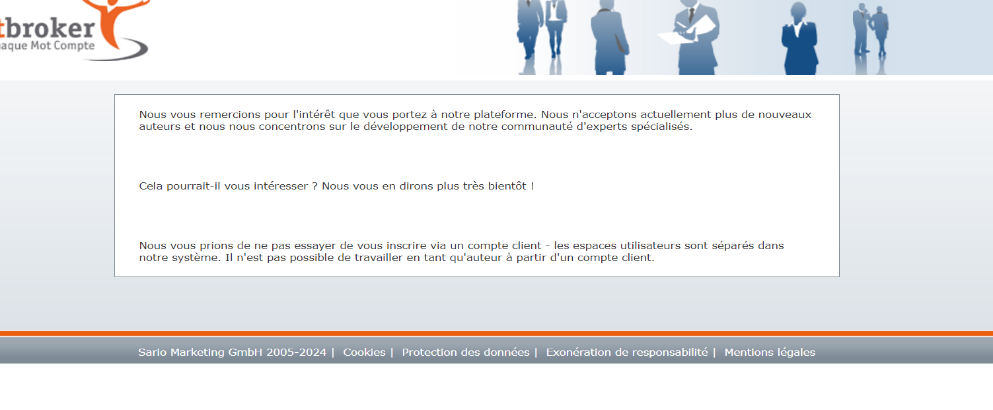 tbroker
aque Mot Compte
Nous vous remercions pour l'intérêt que vous portez à notre plateforme. Nous n'acceptons actuellement plus de nouveaux
auteurs et nous nous concentrons sur le développement de notre communauté d'experts spécialisés.
Cela pourrait-il vous intéresser ? Nous vous en dirons plus très bientôt !
Nous vous prions de ne pas essayer de vous inscrire via un compte client - les espaces utilisateurs sont séparés dans
notre système. Il n'est pas possible de travailler en tant qu'auteur à partir d'un compte client.
Sario Marketing GmbH 2005-2024 | Cookies | Protection des données | Exonération de responsabilité | Mentions légales